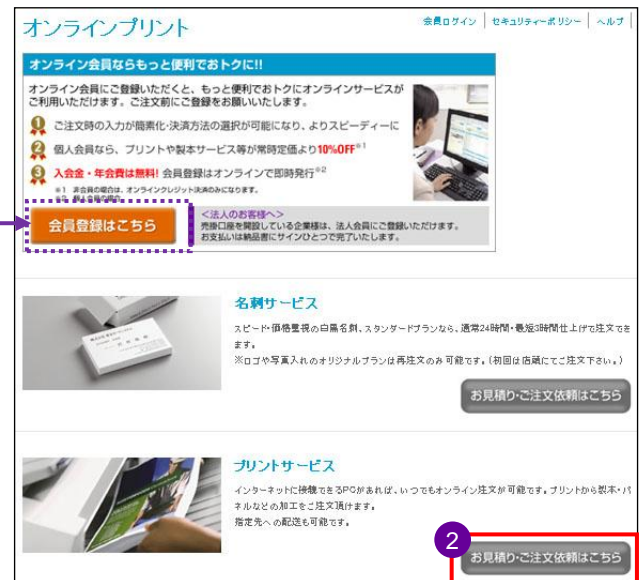 オンラインプリント
会員ログイン | セキュリティーポリシー | ヘルプ |
オンライン会員ならもっと便利でおトクに!!
オンライン会員にご登録いただくと、もっと便利でおトクにオンラインサービスが
ご利用いただけます。ご注文前にご登録をお願いいたします。
1 ご注文時の入力が簡素化・決済方法の選択が可能になり、よりスピーディーに
2 個人会員なら、プリントや製本サービス等が常時定価より10%OFF※1
3 入会金・年会費は無料! 会員登録はオンラインで即時発行※2
※1 非会員の場合は、オンラインクレジット決済のみになります。
※2 個人会員の場合
会員登録はこちら
<法人のお客様へ>
売掛口座を開設している企業様は、法人会員にご登録いただけます。
お支払いは納品書にサインひとつで完了いたします。
名刺サービス
スピード・価格重視の白黒名刺、スタンダードプランなら、通常24時間・最短3時間仕上げで注文でき
ます。
※ロゴや写真入れのオリジナルプランは再注文のみ可能です。(初回は店頭にてご注文下さい。)
お見積り・ご注文依頼はこちら
プリントサービス
インターネットに接続できるPCがあれば、いつでもオンライン注文が可能です。プリントから製本・パ
ネルなどの加工をご注文頂けます。
指定先への配送も可能です。
2
お見積り・ご注文依頼はこちら